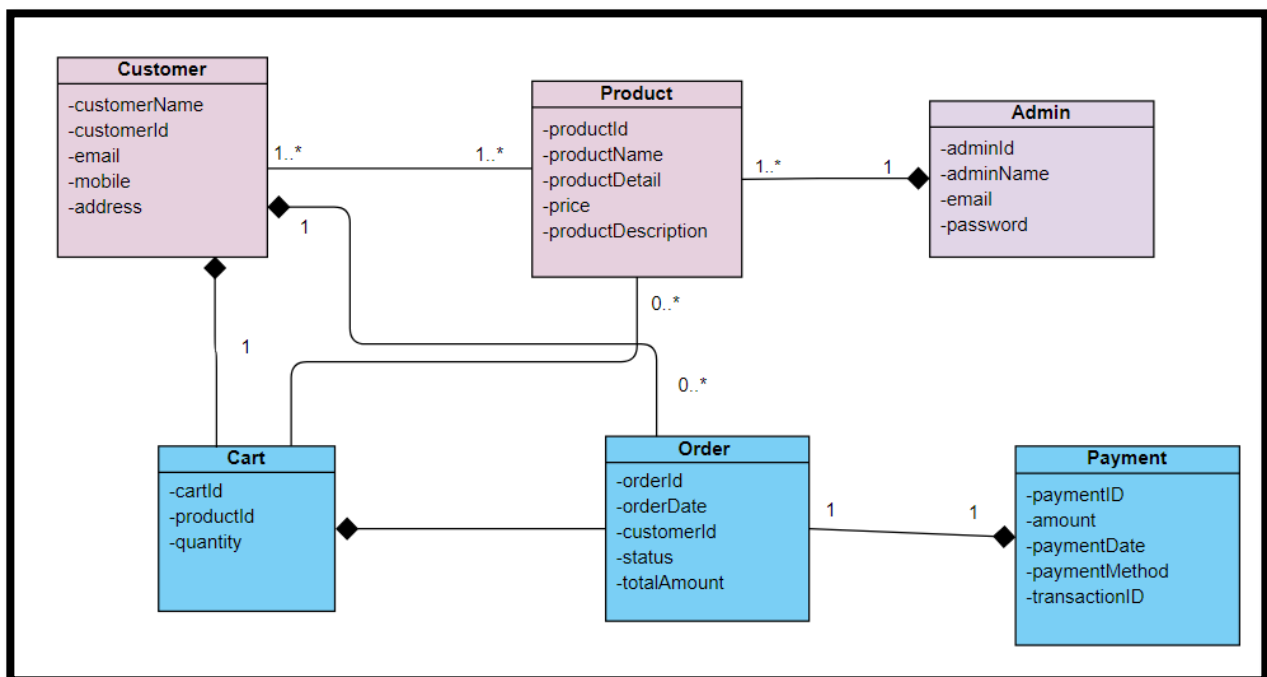 Customer
-customerName
-customerId
-email
-mobile
-address
Product
-productId
-productName
-productDetail
-price
-productDescription
Admin
-adminId
-adminName
-email
-password
1..*
1..*
1..*
1
1
0..*
1
0..*
Cart
-cartId
-productId
-quantity
Order
-orderId
-orderDate
-customerId
-status
-totalAmount
1
1
Payment
-paymentID
-amount
-paymentDate
-paymentMethod
-transactionID